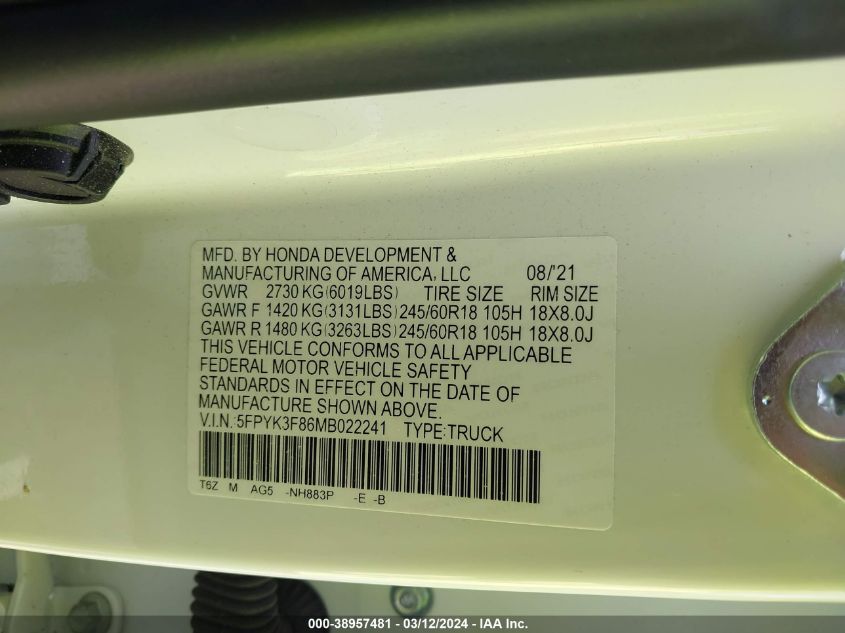 MFD. BY HONDA DEVELOPMENT &
MANUFACTURING OF AMERICA, LLC 08/'21
GVWR 2730 KG (6019LBS) TIRE SIZE RIM SIZE
GAWR F 1420 KG (3131LBS) 245/60R18 105H 18X8.0J
GAWR R 1480 KG (3263LBS) 245/60R18 105H 18X8.0J
THIS VEHICLE CONFORMS TO ALL APPLICABLE
FEDERAL MOTOR VEHICLE SAFETY
STANDARDS IN EFFECT ON THE DATE OF
MANUFACTURE SHOWN ABOVE.
V.I.N.:5FPYK3F86MB022241 TYPE:TRUCK
T6Z M AG5 -NH883P -E -B
000-38957481 - 03/12/2024 - IAA Inc.